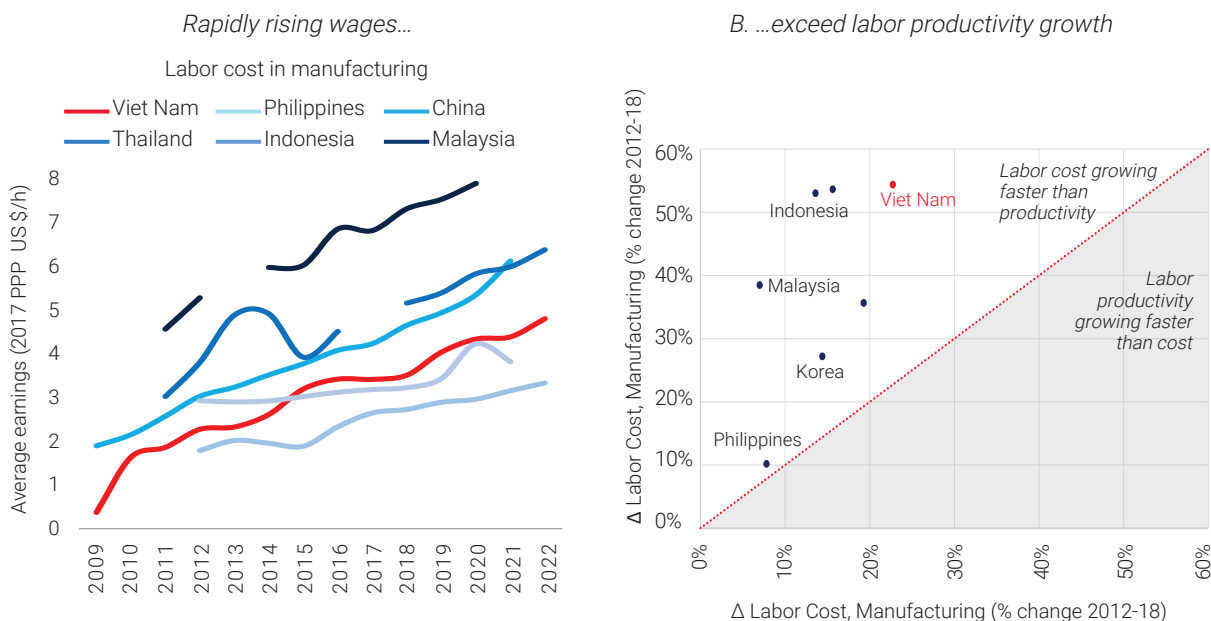 Rapidly rising wages…
Labor cost in manufacturing
Viet Nam
Philippines
China
Thailand
Indonesia
Malaysia
Average earnings (2017 PPP US $/h)
8
7
6
5
4
3
2
1
0
2009
2010
2011
2012
2013
2014
2015
2016
2017
2018
2019
2020
2021
2022
B. …exceed labor productivity growth
Δ Labor Cost, Manufacturing (% change 2012-18)
60%
50%
40%
30%
20%
10%
0%
Labor cost growing
faster than
productivity
Viet Nam
Indonesia
Malaysia
Korea
Philippines
Labor
productivity
growing faster
than cost
0%
10%
20%
30%
40%
50%
60%
Δ Labor Cost, Manufacturing (% change 2012-18)